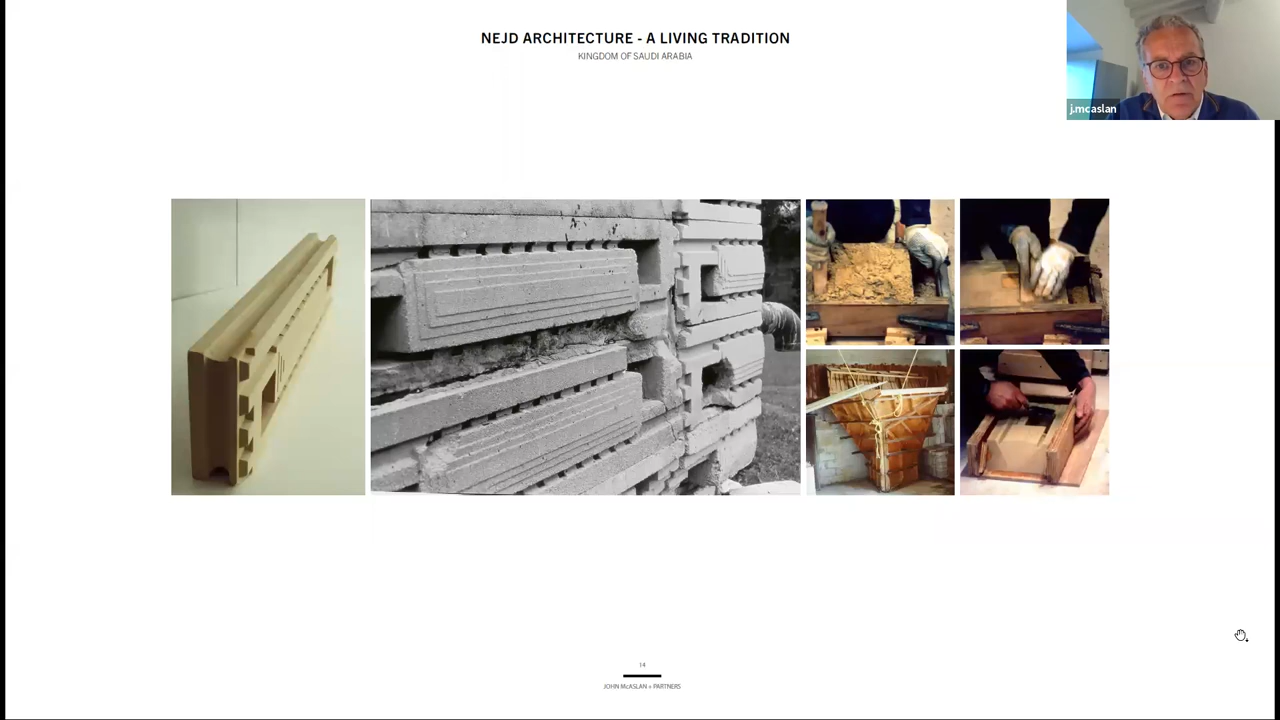 NEJD ARCHITECTURE - A LIVING TRADITION
KINGDOM OF SAUDI ARABIA
j.mcaslan
14
JOHN McASLAN + PARTNERS